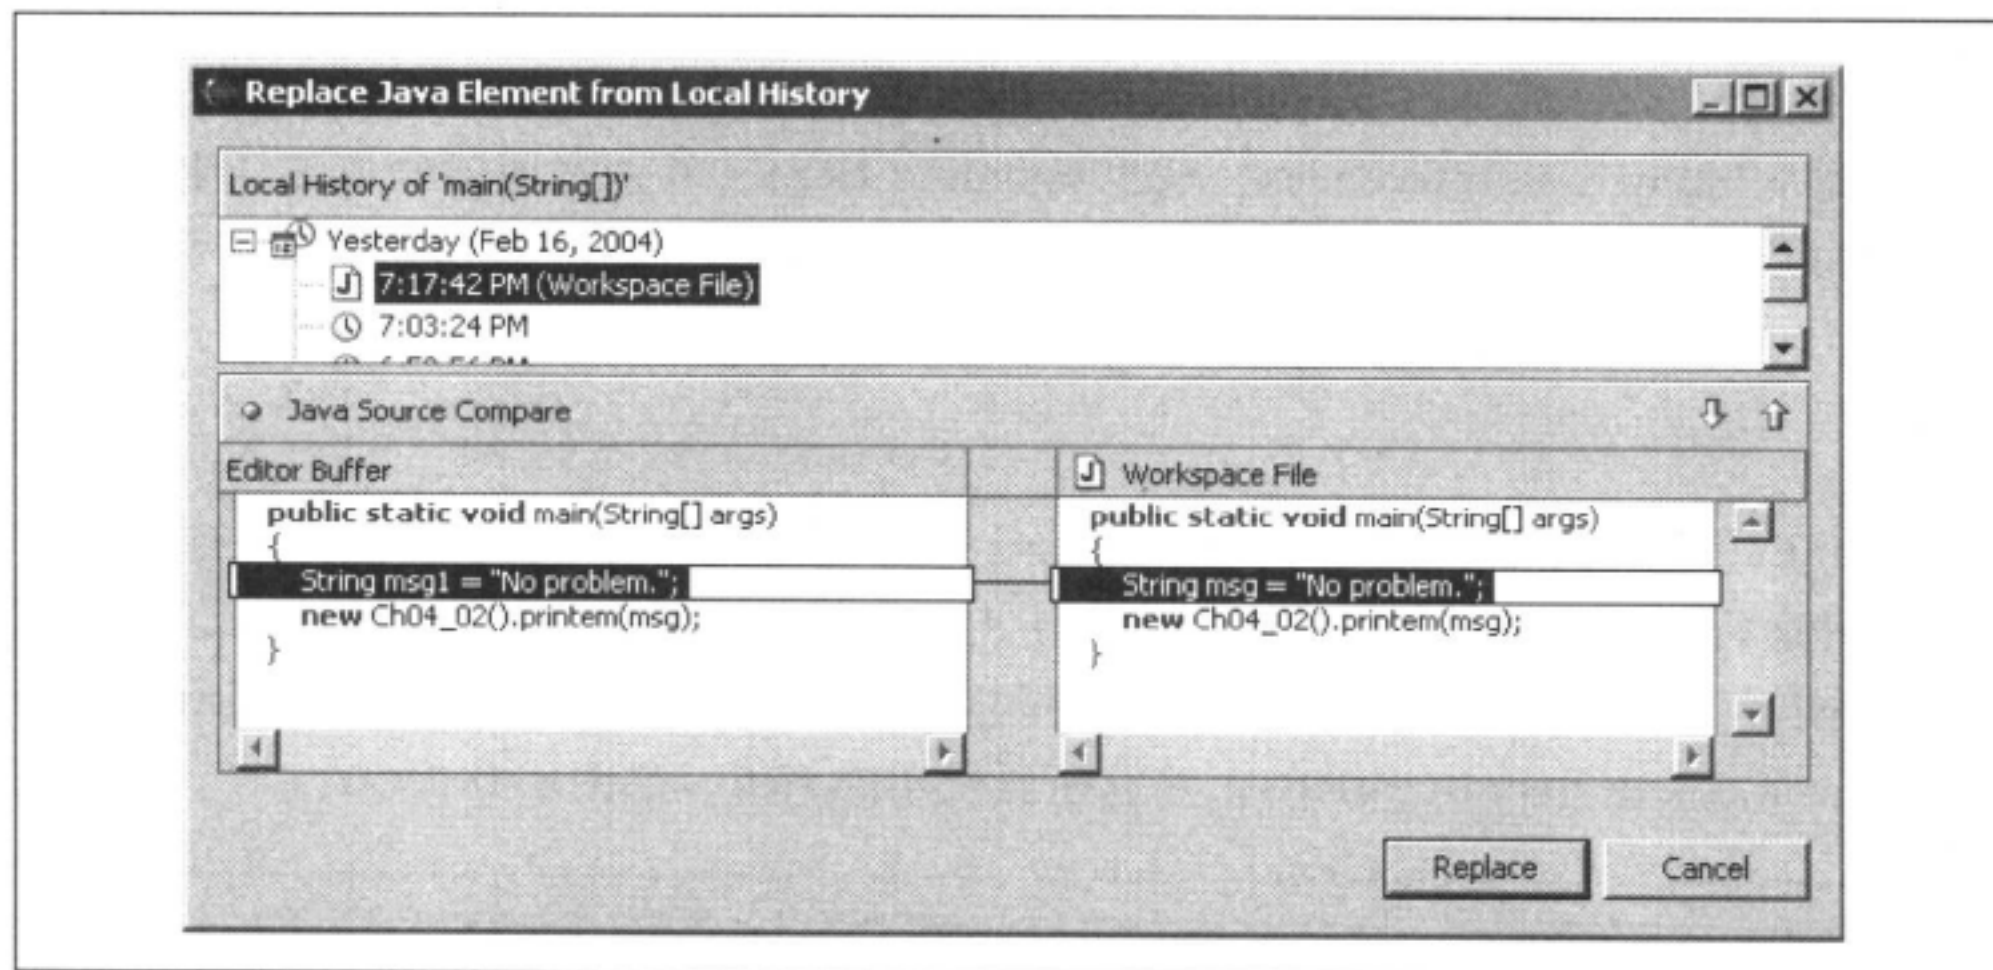 Replace Java Element from Local History
Local History of 'main(String[])'
Yesterday (Feb 16, 2004)
7:17:42 PM (Workspace File)
7:03:24 PM
Java Source Compare
Editor Buffer
public static void main(String[] args)
{
String msg1 = "No problem.";
new Ch04_02().printem(msg);
}
Workspace File
public static void main(String[] args)
{
String msg = "No problem.";
new Ch04_02().printem(msg);
}
Replace
Cancel